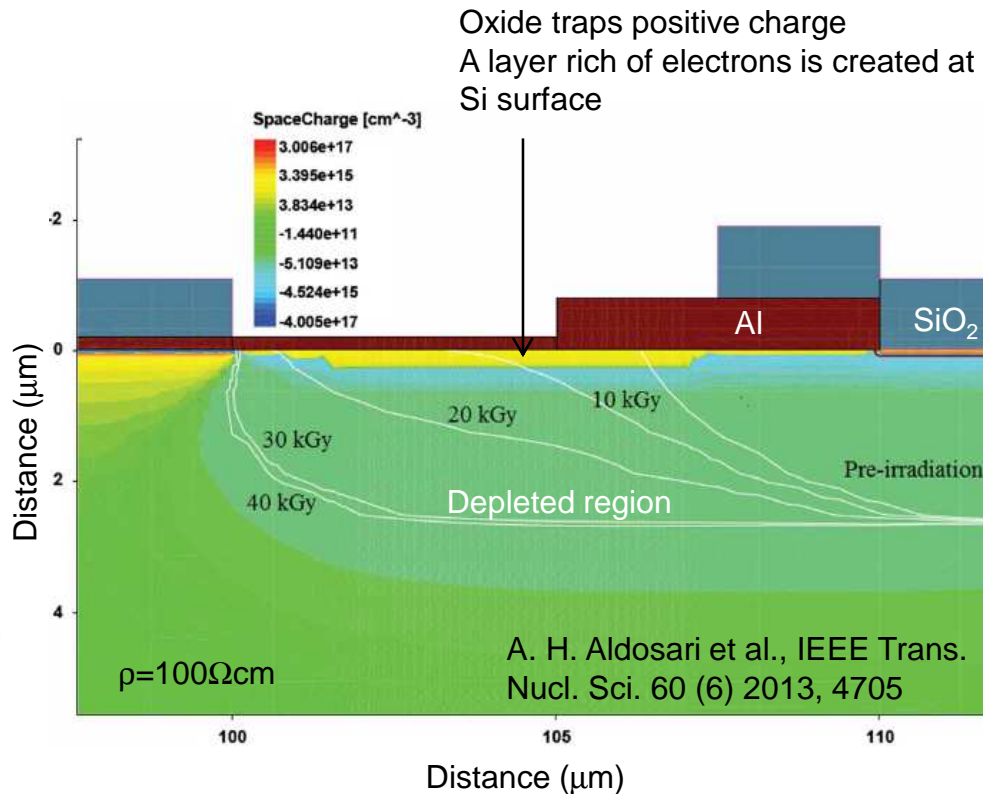 Oxide traps positive charge
A layer rich of electrons is created at
Si surface
SpaceCharge [cm^-3]
3.006e+17
3.395e+15
3.834e+13
-1.440e+11
-5.109e+13
-4.524e+15
-4.005e+17
-2
0
2
4
Distance (μm)
Al
SiO2
10 kGy
20 kGy
30 kGy
40 kGy
Pre-irradiation
Depleted region
ρ=100Ωcm
A. H. Aldosari et al., IEEE Trans.
Nucl. Sci. 60 (6) 2013, 4705
100
105
110
Distance (μm)